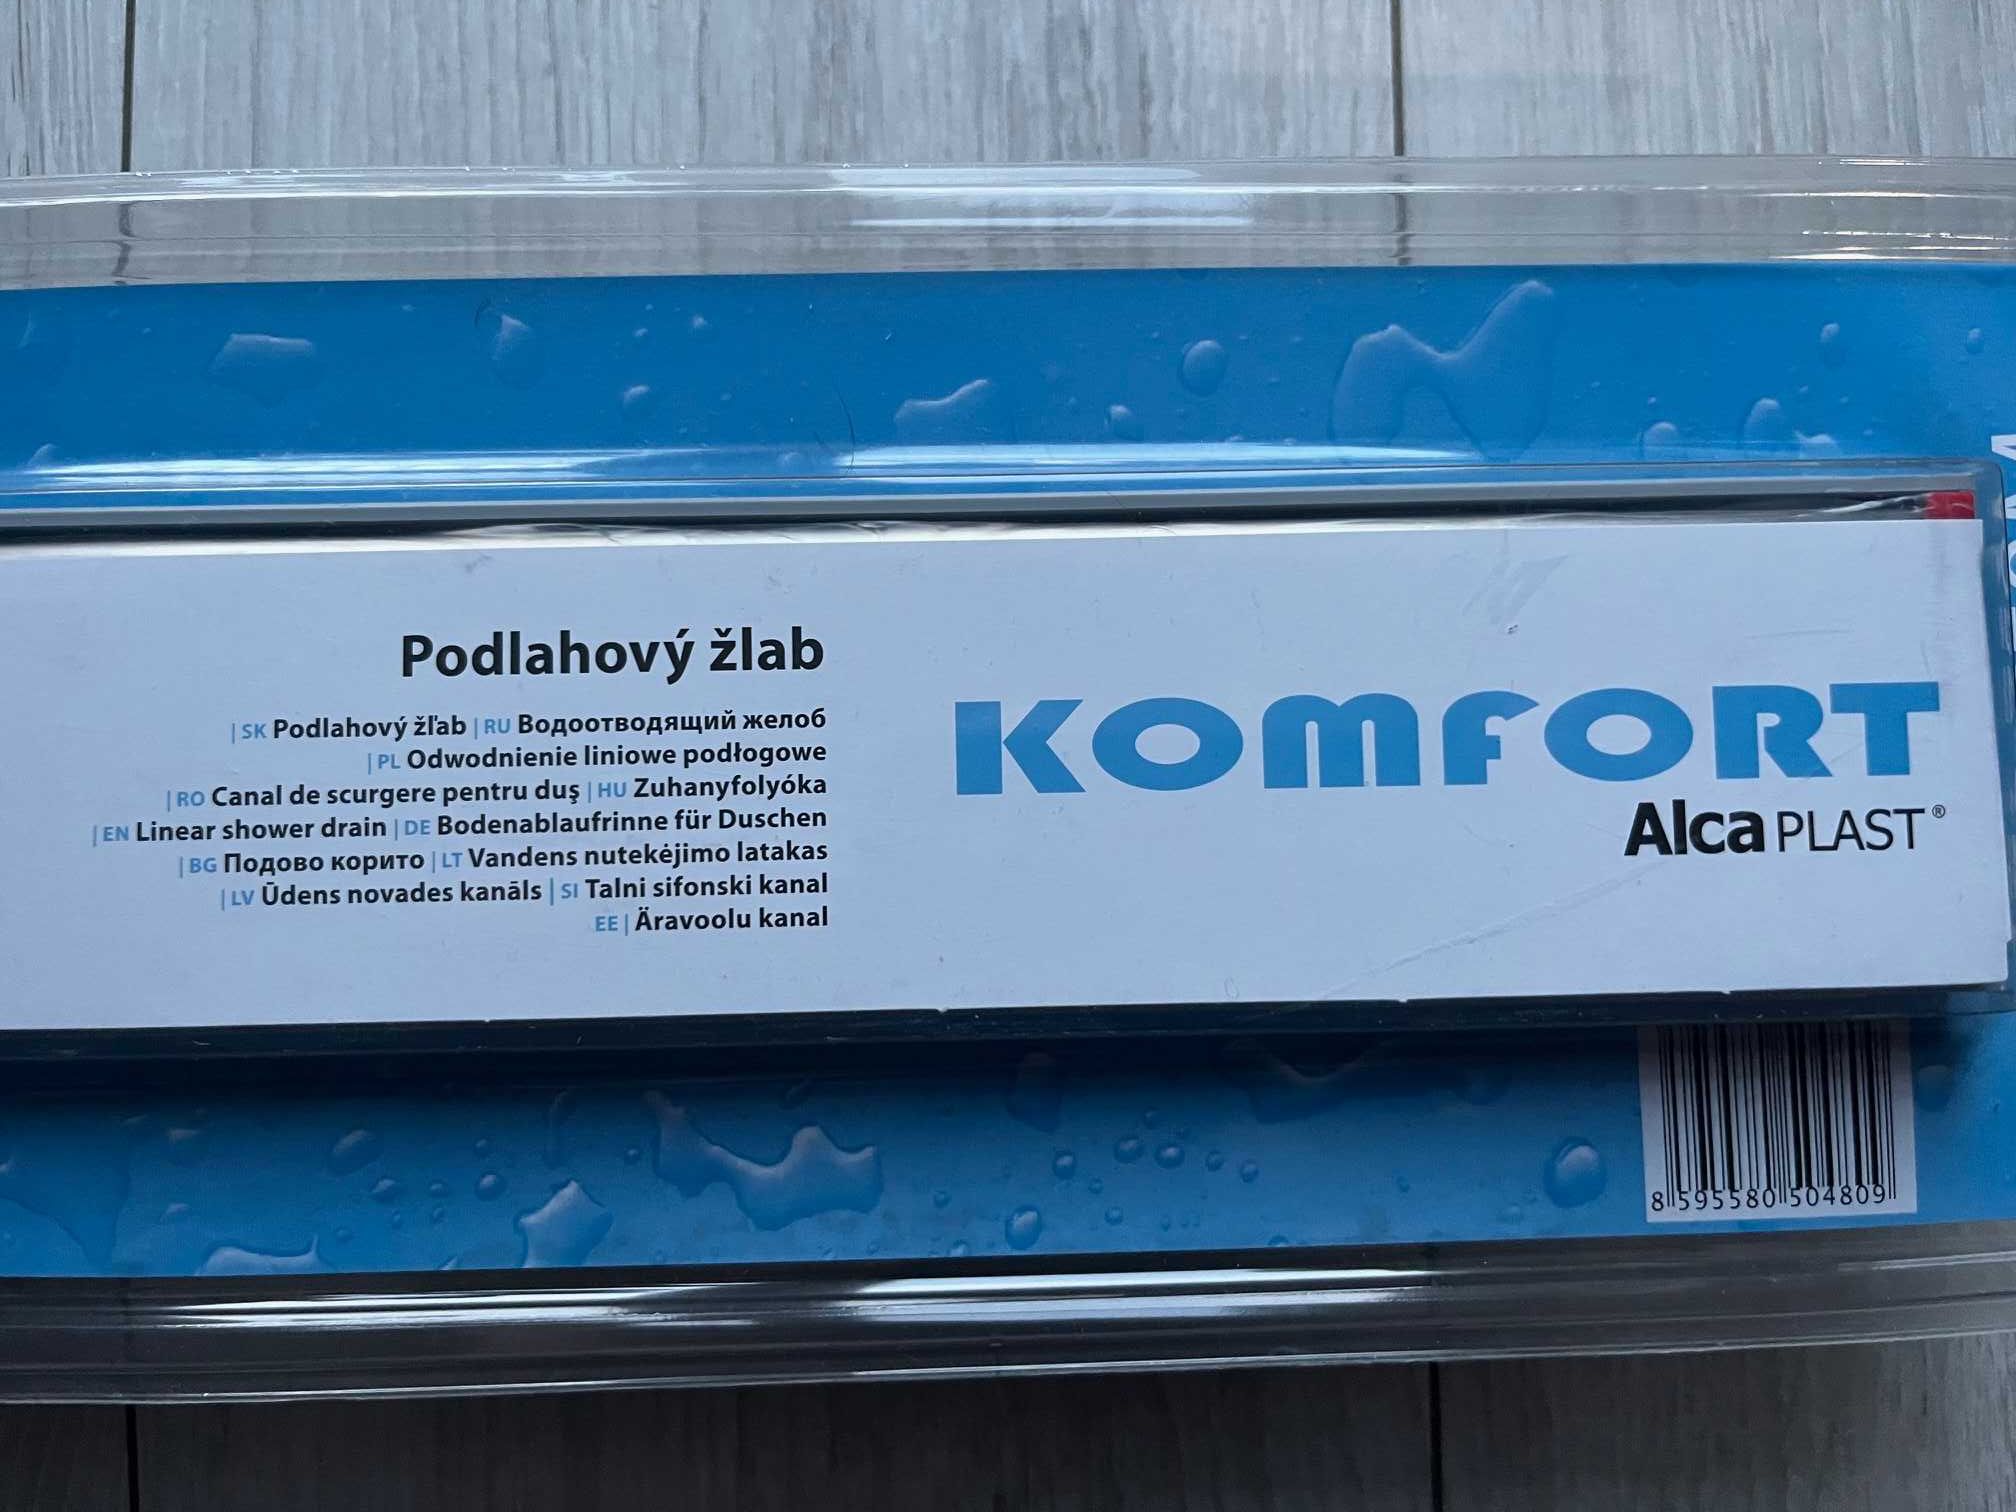 Podlahový žlab
| SK Podlahový žľab | RU Водоотводящий желоб
| PL Odwodnienie liniowe podłogowe
| RO Canal de scurgere pentru duş | HU Zuhanyfolyóka
| EN Linear shower drain | DE Bodenablaufrinne für Duschen
| BG Подово корито | LT Vandens nutekėjimo latakas
| LV Ūdens novades kanāls | SI Talni sifonski kanal
EE | Äravoolu kanal
KOMFORT
Alca PLAST®
8 595580 504809